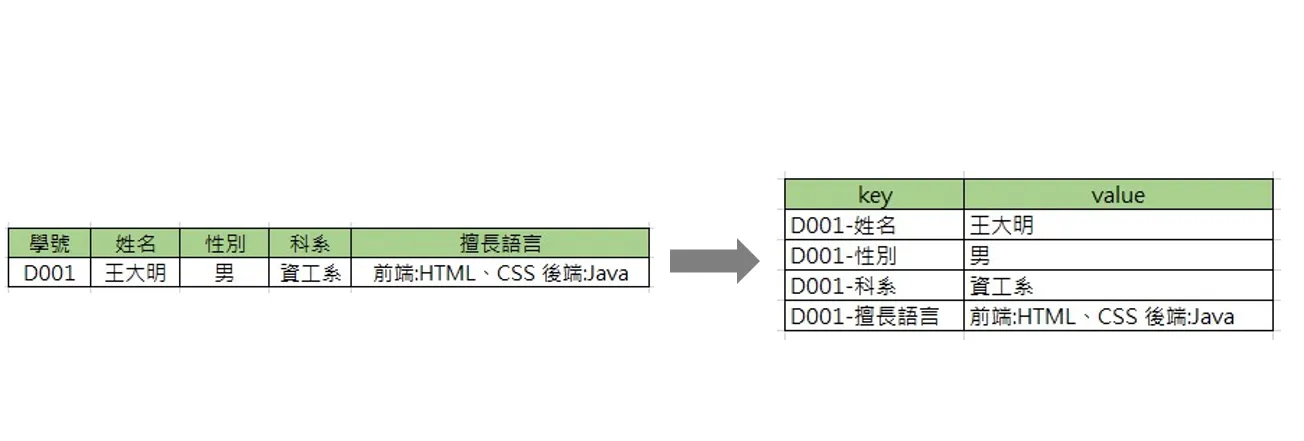 學號 姓名 性別 科系 擅長語言
D001 王大明 男 資工系 前端:HTML、CSS 後端:Java
key value
D001-姓名 王大明
D001-性別 男
D001-科系 資工系
D001-擅長語言 前端:HTML、CSS 後端:Java